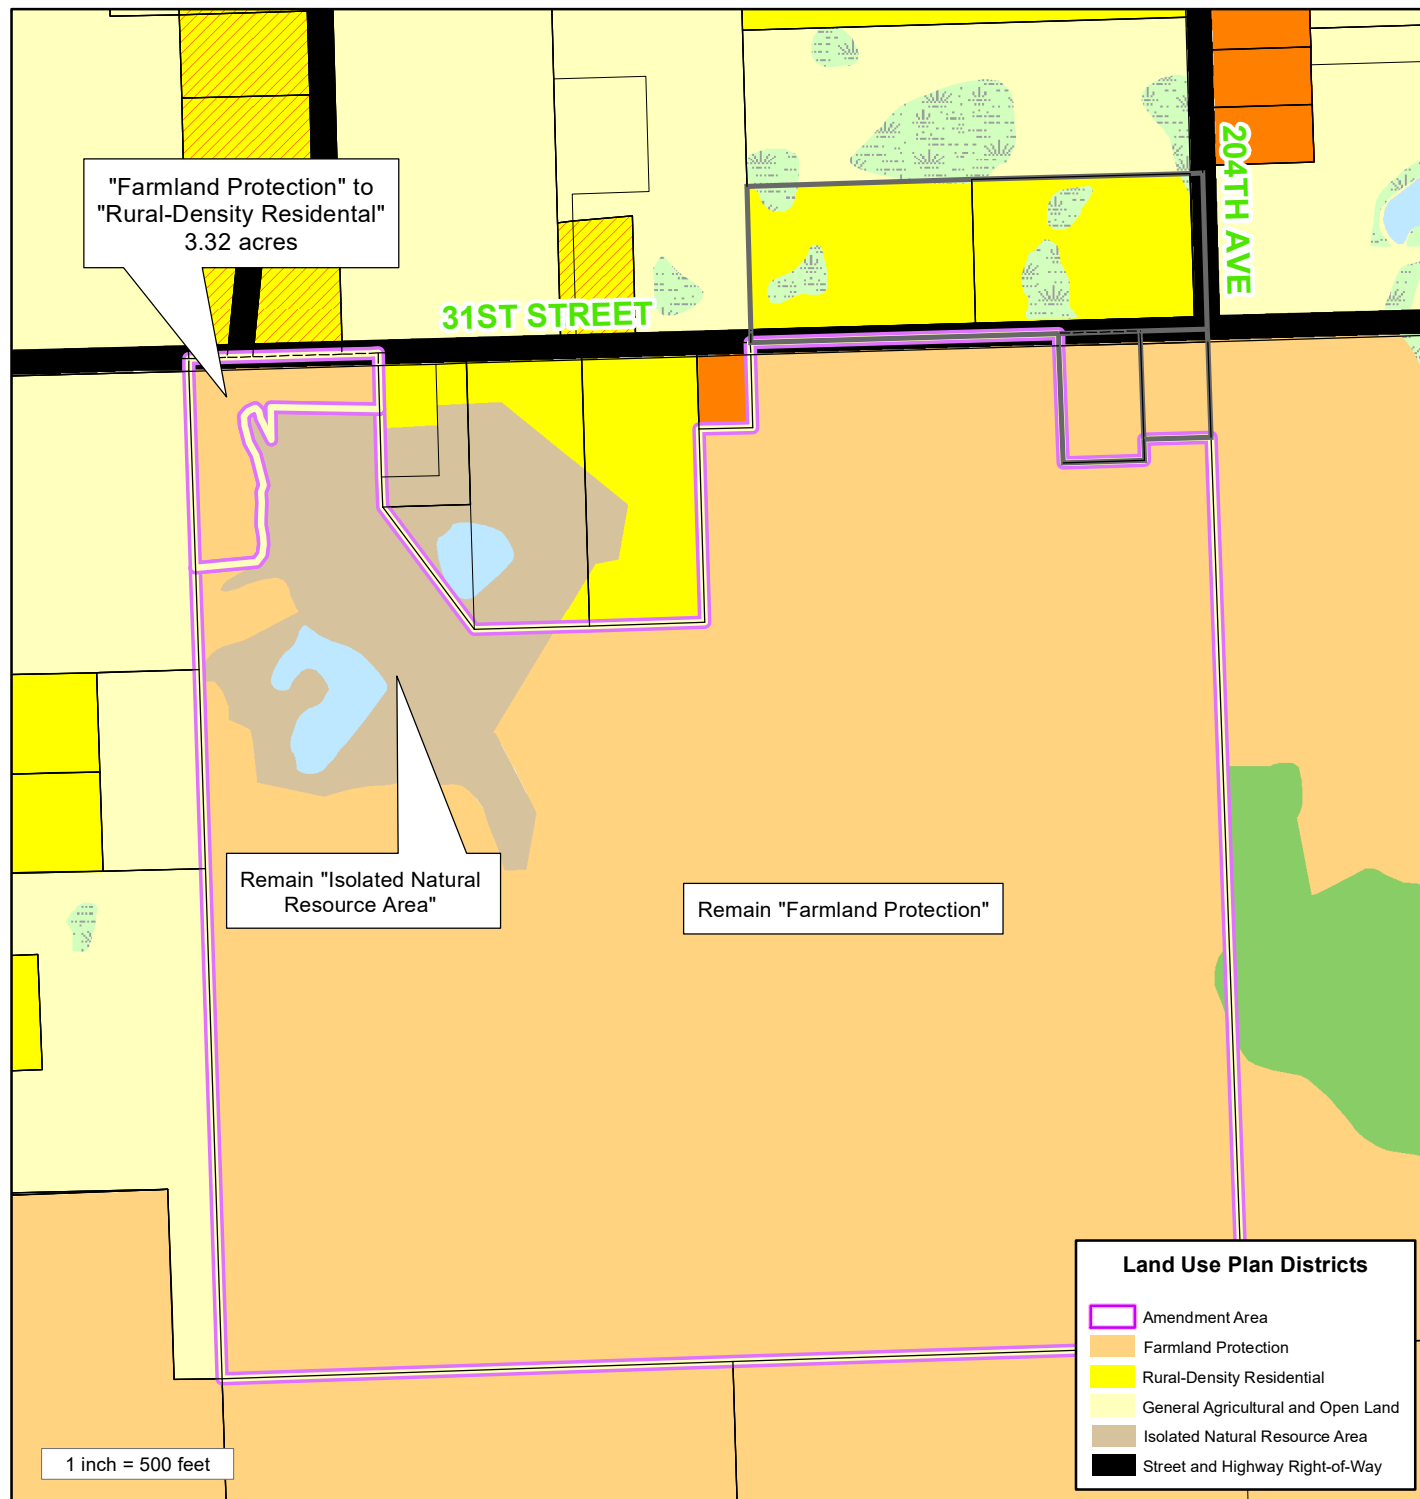 "Farmland Protection" to
"Rural-Density Residental"
3.32 acres
31ST STREET
204TH AVE
Remain "Isolated Natural
Resource Area"
Remain "Farmland Protection"
Land Use Plan Districts
Amendment Area
Farmland Protection
Rural-Density Residential
General Agricultural and Open Land
Isolated Natural Resource Area
Street and Highway Right-of-Way
1 inch = 500 feet